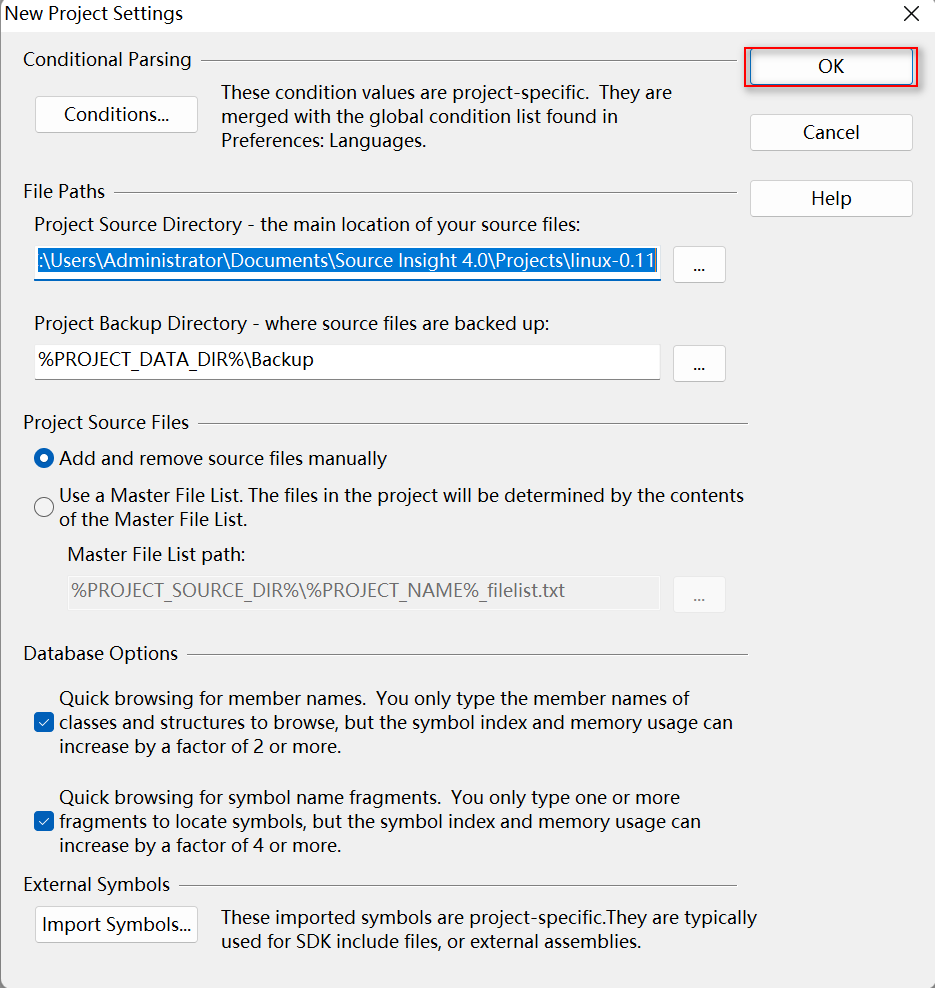 New Project Settings
Conditional Parsing
OK
Conditions...
These condition values are project-specific.  They are
merged with the global condition list found in
Preferences: Languages.
Cancel
File Paths
Help
Project Source Directory - the main location of your source files:
:\Users\Administrator\Documents\Source Insight 4.0\Projects\linux-0.11
...
Project Backup Directory - where source files are backed up:
%PROJECT_DATA_DIR%\Backup
...
Project Source Files
Add and remove source files manually
Use a Master File List. The files in the project will be determined by the contents
of the Master File List.
Master File List path:
%PROJECT_SOURCE_DIR%\%PROJECT_NAME%_filelist.txt
...
Database Options
Quick browsing for member names.  You only type the member names of
classes and structures to browse, but the symbol index and memory usage can
increase by a factor of 2 or more.
Quick browsing for symbol name fragments.  You only type one or more
fragments to locate symbols, but the symbol index and memory usage can
increase by a factor of 4 or more.
External Symbols
Import Symbols...
These imported symbols are project-specific.They are typically
used for SDK include files, or external assemblies.